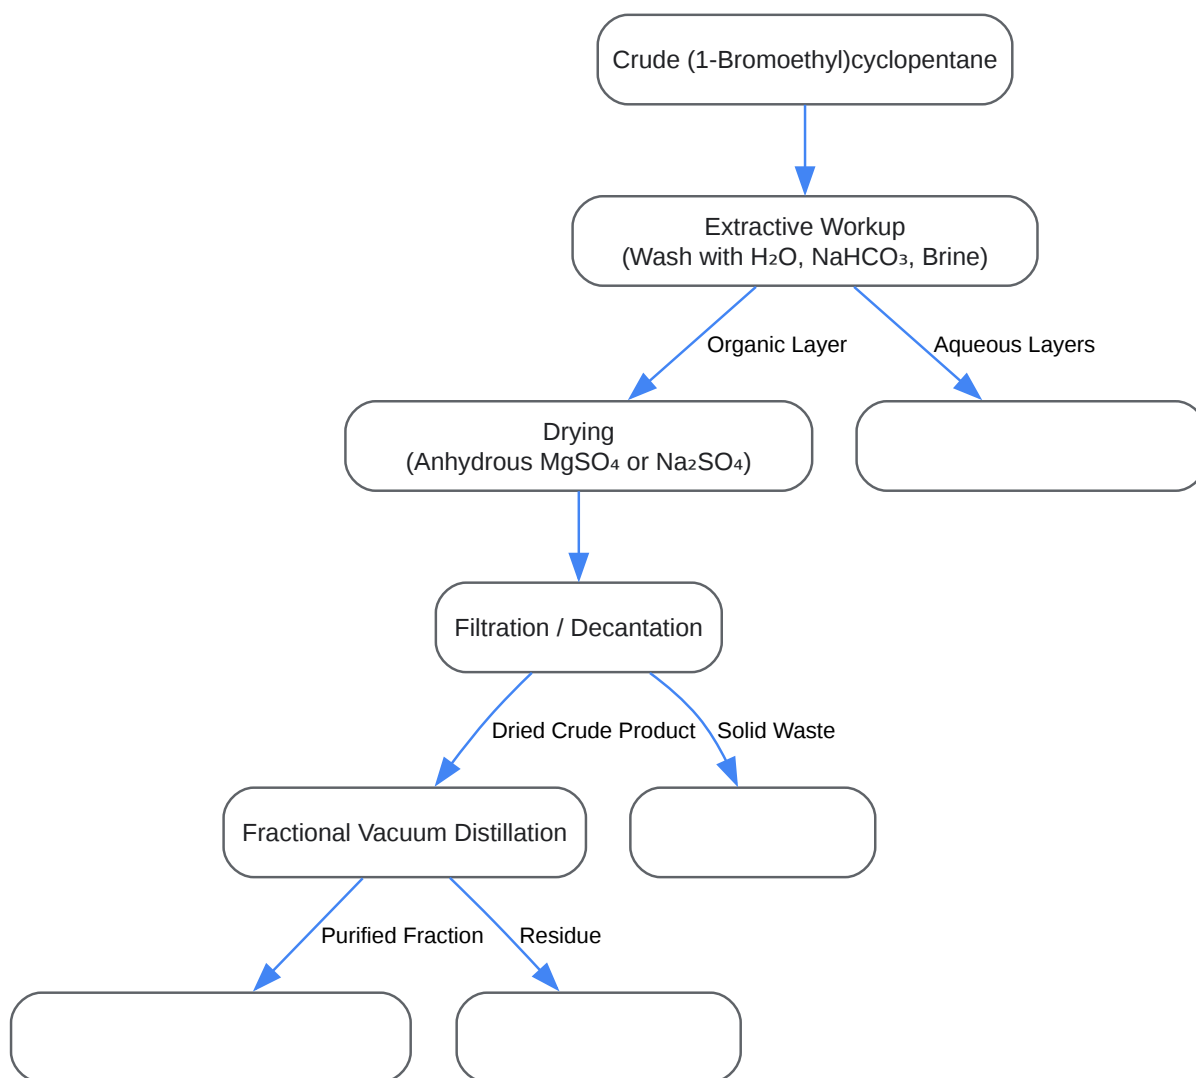 Crude (1-Bromoethyl)cyclopentane
Extractive Workup
(Wash with H₂O, NaHCO₃, Brine)
Organic Layer
Aqueous Layers
Drying
(Anhydrous MgSO₄ or Na₂SO₄)
Filtration / Decantation
Dried Crude Product
Solid Waste
Fractional Vacuum Distillation
Purified Fraction
Residue